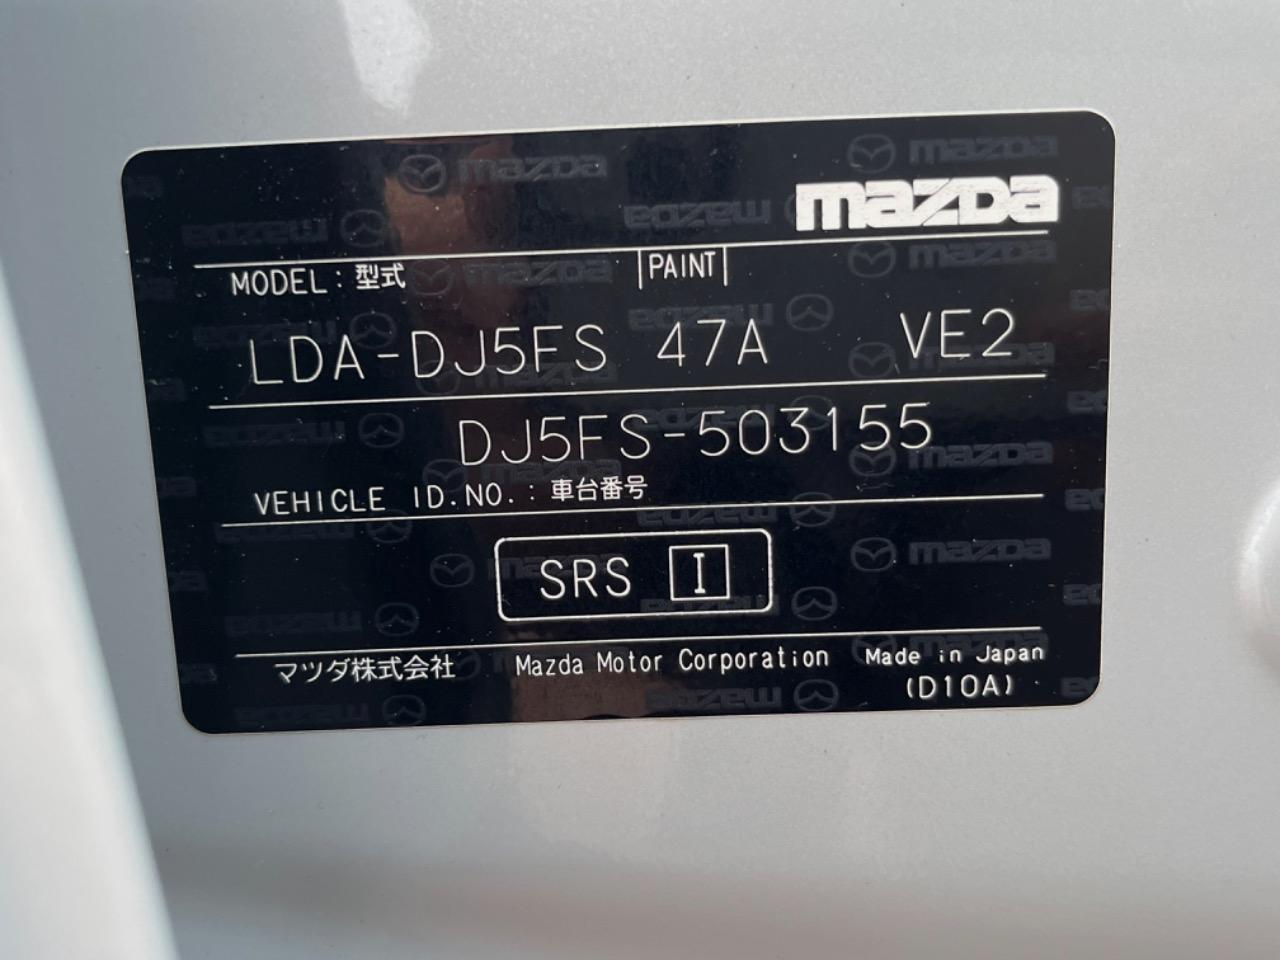 mazda
MODEL : 型式 PAINT
LDA-DJ5FS 47A VE2
DJ5FS-503155
VEHICLE ID.NO. : 車台番号
SRS I
マツダ株式会社 Mazda Motor Corporation Made in Japan
(D10A)